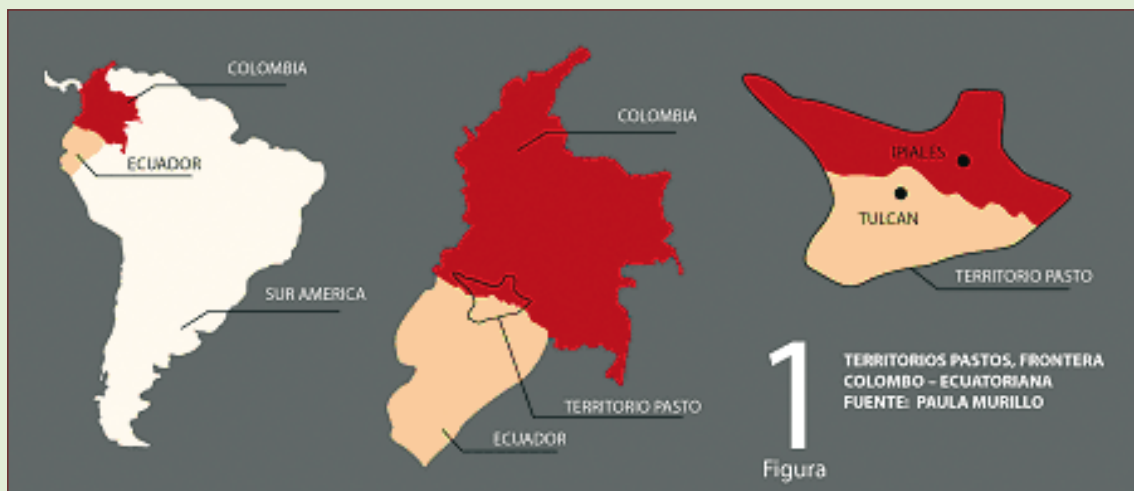 COLOMBIA
ECUADOR
SUR AMERICA
COLOMBIA
TERRITORIO PASTO
ECUADOR
IPIALES
TULCAN
TERRITORIO PASTO
1
Figura
TERRITORIOS PASTOS, FRONTERA
COLOMBO – ECUATORIANA
FUENTE: PAULA MURILLO